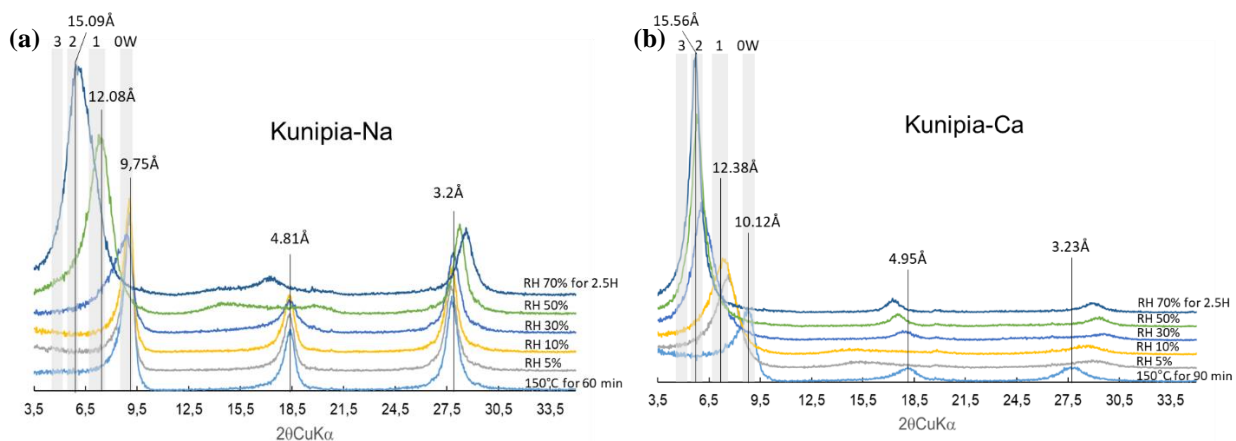 (a)
15.09Å
3 2 1 0W
12.08Å
9,75Å
Kunipia-Na
4.81Å
3.2Å
RH 70% for 2.5H
RH 50%
RH 30%
RH 10%
RH 5%
150°C for 60 min
3,5 6,5 9,5 12,5 15,5 18,5 21,5 24,5 27,5 30,5 33,5
2θCuKα
(b)
15.56Å
3 2 1 0W
12.38Å
10.12Å
Kunipia-Ca
4.95Å
3.23Å
RH 70% for 2.5H
RH 50%
RH 30%
RH 10%
RH 5%
150°C for 90 min
3,5 6,5 9,5 12,5 15,5 18,5 21,5 24,5 27,5 30,5 33,5
2θCuKα